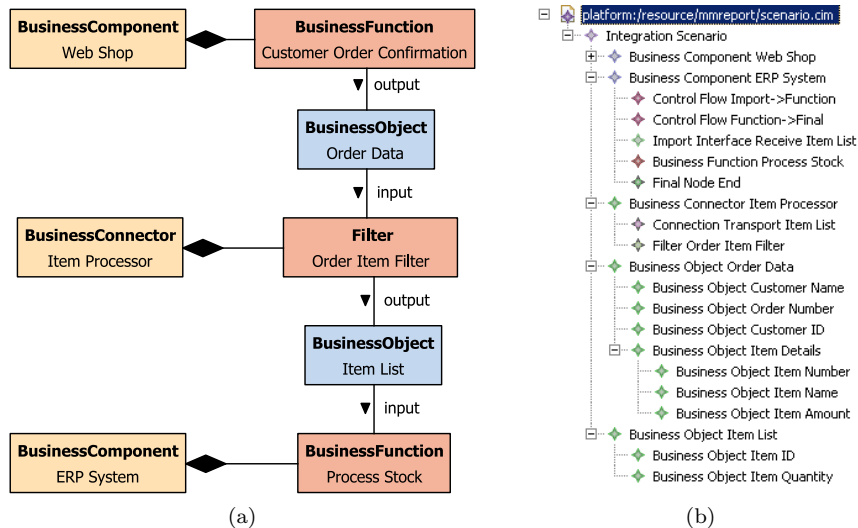 BusinessComponent
Web Shop
BusinessFunction
Customer Order Confirmation
output
BusinessObject
Order Data
input
BusinessConnector
Item Processor
Filter
Order Item Filter
output
BusinessObject
Item List
input
BusinessComponent
ERP System
BusinessFunction
Process Stock
(a)
platform:/resource/mmreport/scenario.cim
Integration Scenario
Business Component Web Shop
Business Component ERP System
Control Flow Import->Function
Control Flow Function->Final
Import Interface Receive Item List
Business Function Process Stock
Final Node End
Business Connector Item Processor
Connection Transport Item List
Filter Order Item Filter
Business Object Order Data
Business Object Customer Name
Business Object Order Number
Business Object Customer ID
Business Object Item Details
Business Object Item Number
Business Object Item Name
Business Object Item Amount
Business Object Item List
Business Object Item ID
Business Object Item Quantity
(b)